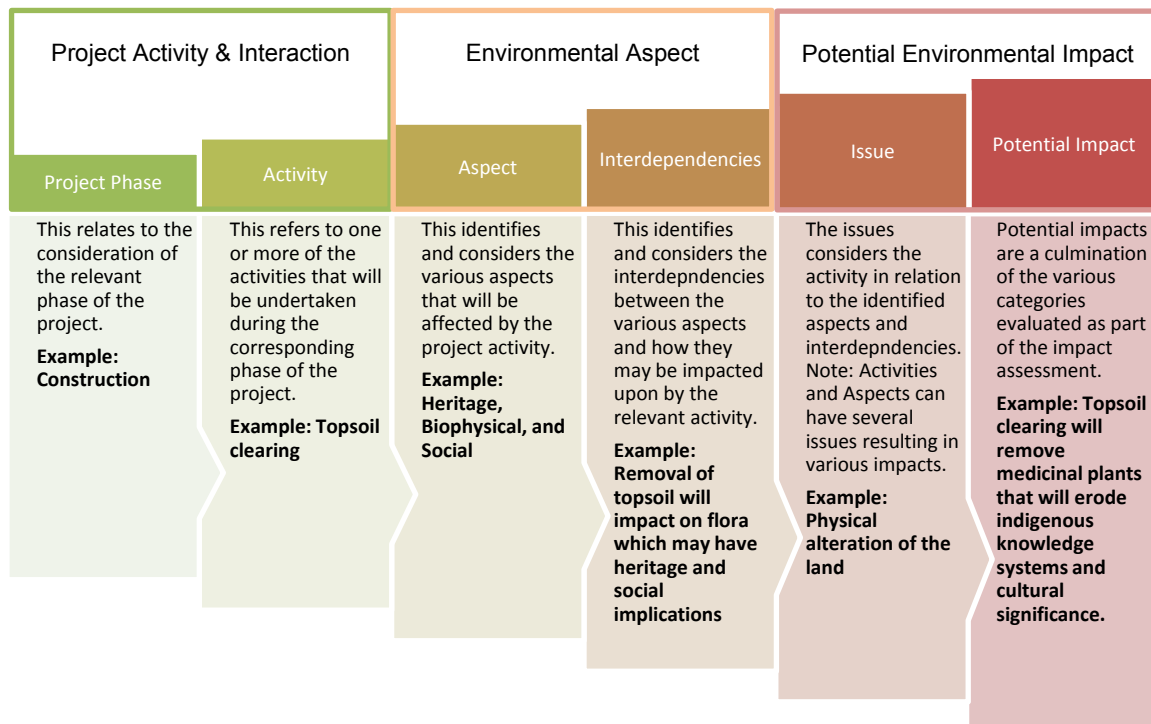 Project Activity & Interaction
Environmental Aspect
Potential Environmental Impact
Project Phase
Activity
Aspect
Interdependencies
Issue
Potential Impact
This relates to the
consideration of
the relevant
phase of the
project.
Example:
Construction
This refers to one
or more of the
activities that will
be undertaken
during the
corresponding
phase of the
project.
Example: Topsoil
clearing
This identifies
and considers the
various aspects
that will be
affected by the
project activity.
Example:
Heritage,
Biophysical, and
Social
This identifies
and considers the
interdepndencies
between the
various aspects
and how they
may be impacted
upon by the
relevant activity.
Example:
Removal of
topsoil will
impact on flora
which may have
heritage and
social
implications
The issues
considers the
activity in relation
to the identified
aspects and
interdepndencies.
Note: Activities
and Aspects can
have several
issues resulting in
various impacts.
Example:
Physical
alteration of the
land
Potential impacts
are a culmination
of the various
categories
evaluated as part
of the impact
assessment.
Example: Topsoil
clearing will
remove
medicinal plants
that will erode
indigenous
knowledge
systems and
cultural
significance.